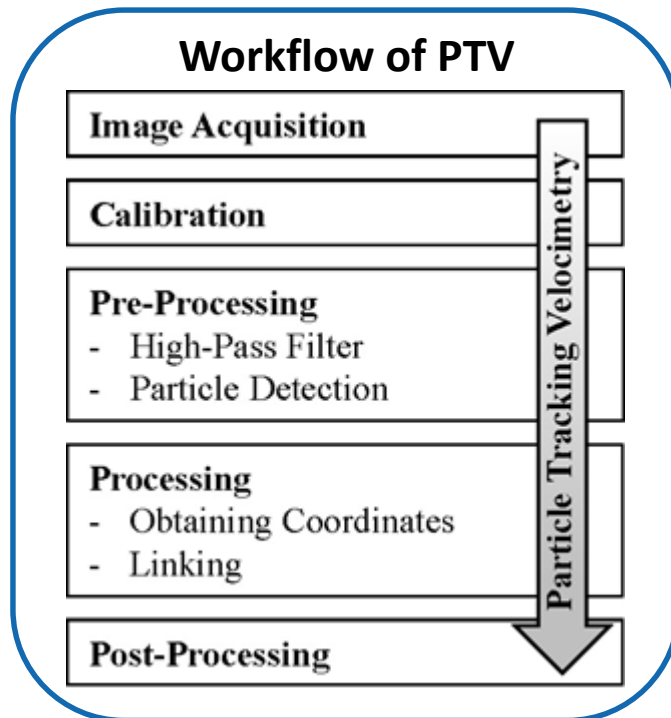 Workflow of PTV
Image Acquisition
Calibration
Pre-Processing
- High-Pass Filter
- Particle Detection
Processing
- Obtaining Coordinates
- Linking
Post-Processing
Particle Tracking Velocimetry